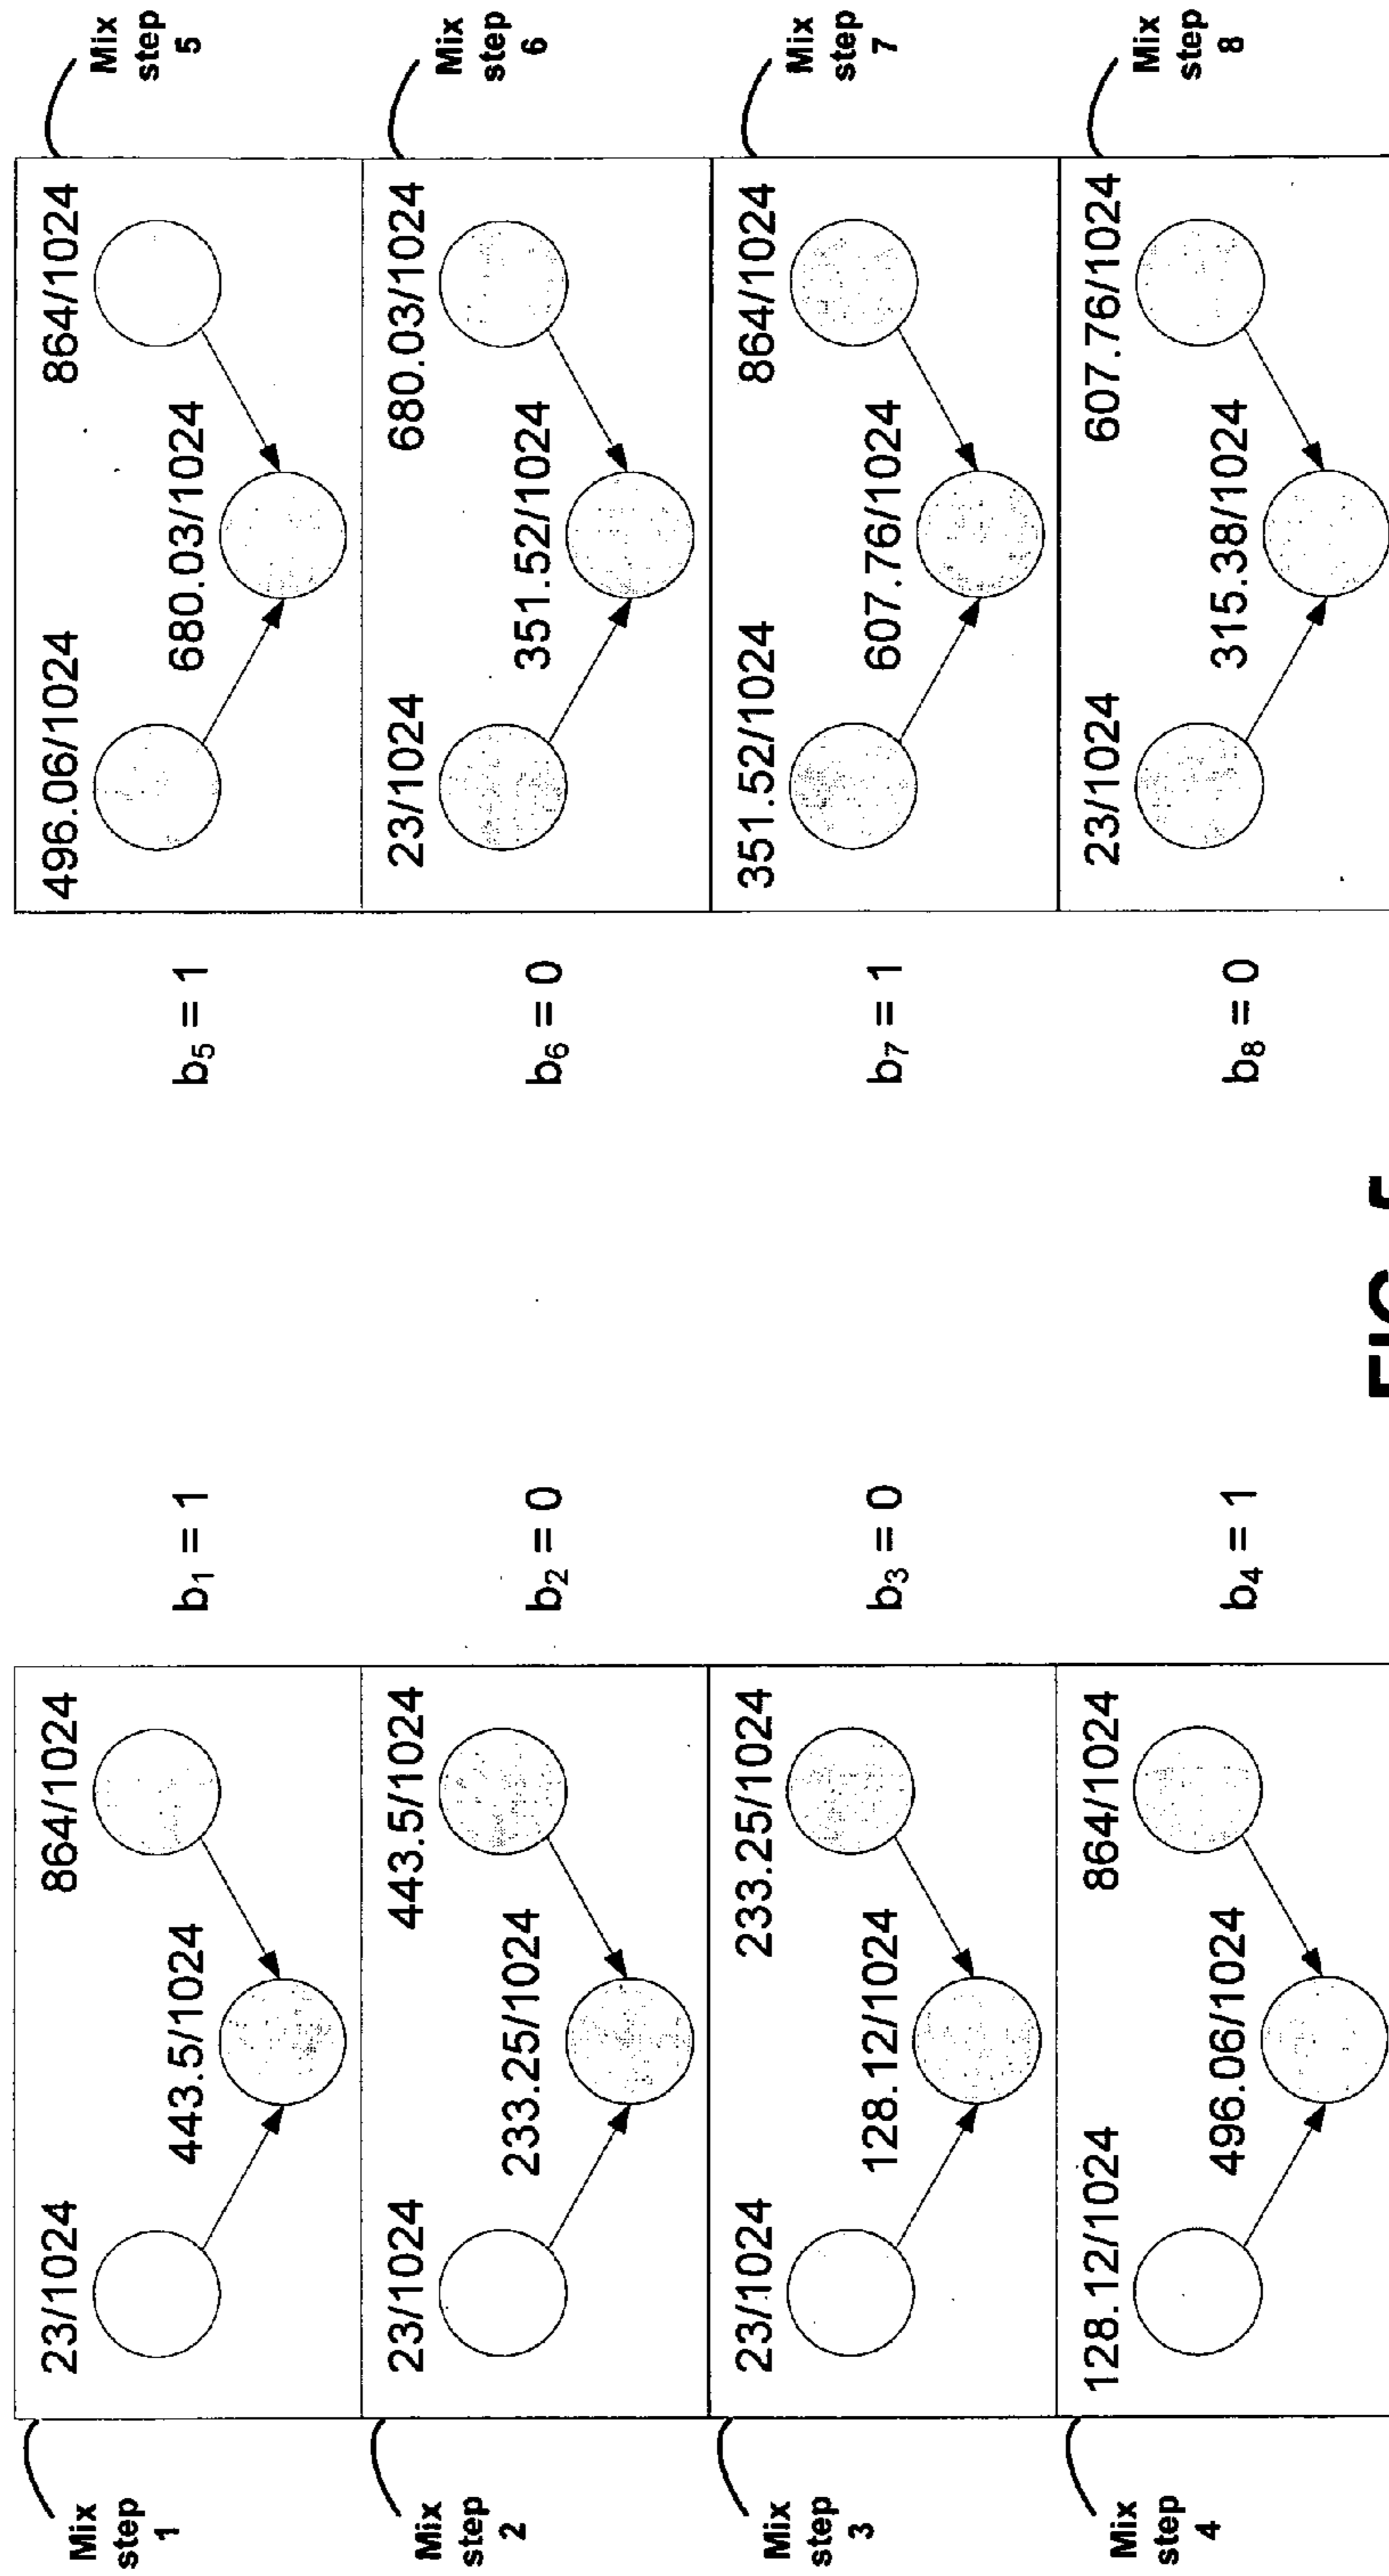 Mix
step
1
23/1024
864/1024
443.5/1024
b₁ = 1
Mix
step
2
23/1024
443.5/1024
233.25/1024
b₂ = 0
Mix
step
3
23/1024
233.25/1024
128.12/1024
b₃ = 0
Mix
step
4
128.12/1024
864/1024
496.06/1024
b₄ = 1
b₅ = 1
496.06/1024
864/1024
680.03/1024
Mix
step
5
b₆ = 0
23/1024
680.03/1024
351.52/1024
Mix
step
6
b₇ = 1
351.52/1024
864/1024
607.76/1024
Mix
step
7
b₈ = 0
23/1024
607.76/1024
315.38/1024
Mix
step
8